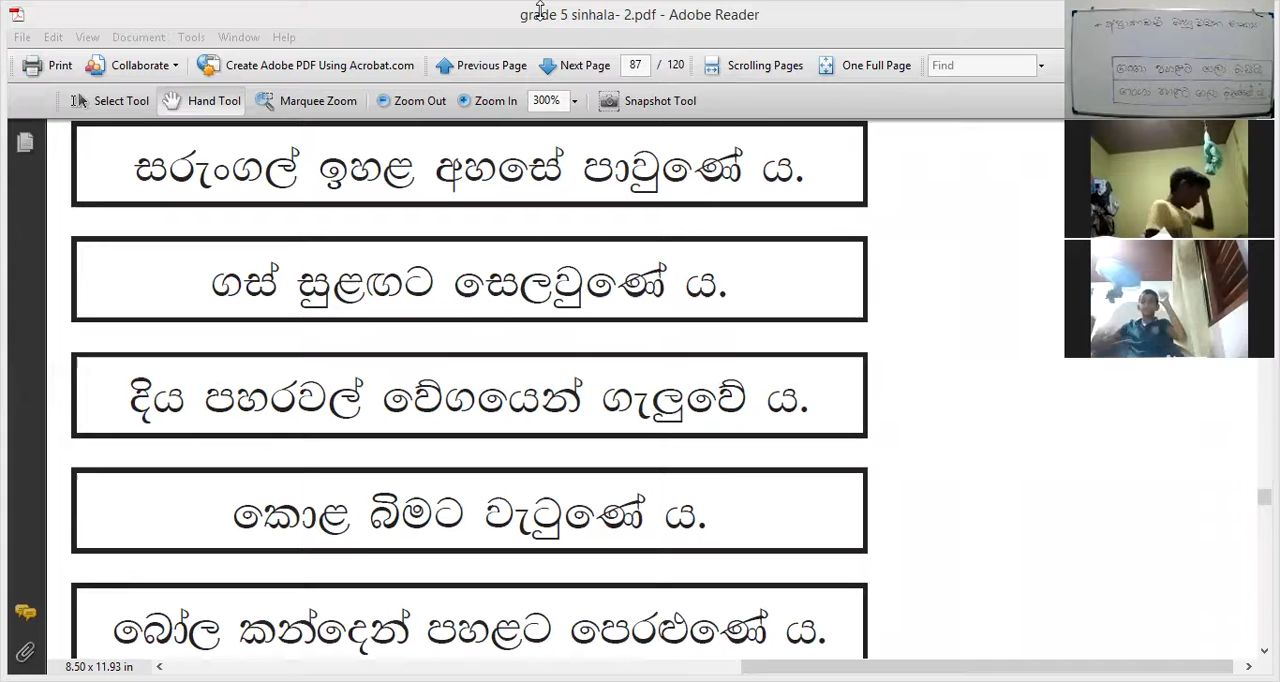 grade 5 sinhala- 2.pdf - Adobe Reader
File Edit View Document Tools Window Help
Print Collaborate Create Adobe PDF Using Acrobat.com Previous Page Next Page 87 / 120 Scrolling Pages One Full Page Find
Select Tool Hand Tool Marquee Zoom Zoom Out Zoom In 300% Snapshot Tool
සරුංගල් ඉහළ අහසේ පාවුණේ ය.
ගස් සුළඟට සෙලවුණේ ය.
දිය පහරවල් වේගයෙන් ගැලුවේ ය.
කොළ බිමට වැටුණේ ය.
බෝල කන්දෙන් පහළට පෙරළුණේ ය.
8.50 x 11.93 in